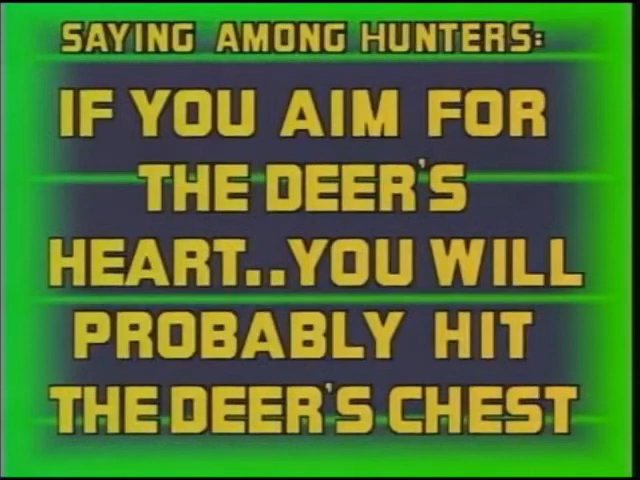 SAYING AMONG HUNTERS:
IF YOU AIM FOR
THE DEER'S
HEART..YOU WILL
PROBABLY HIT
THE DEER'S CHEST